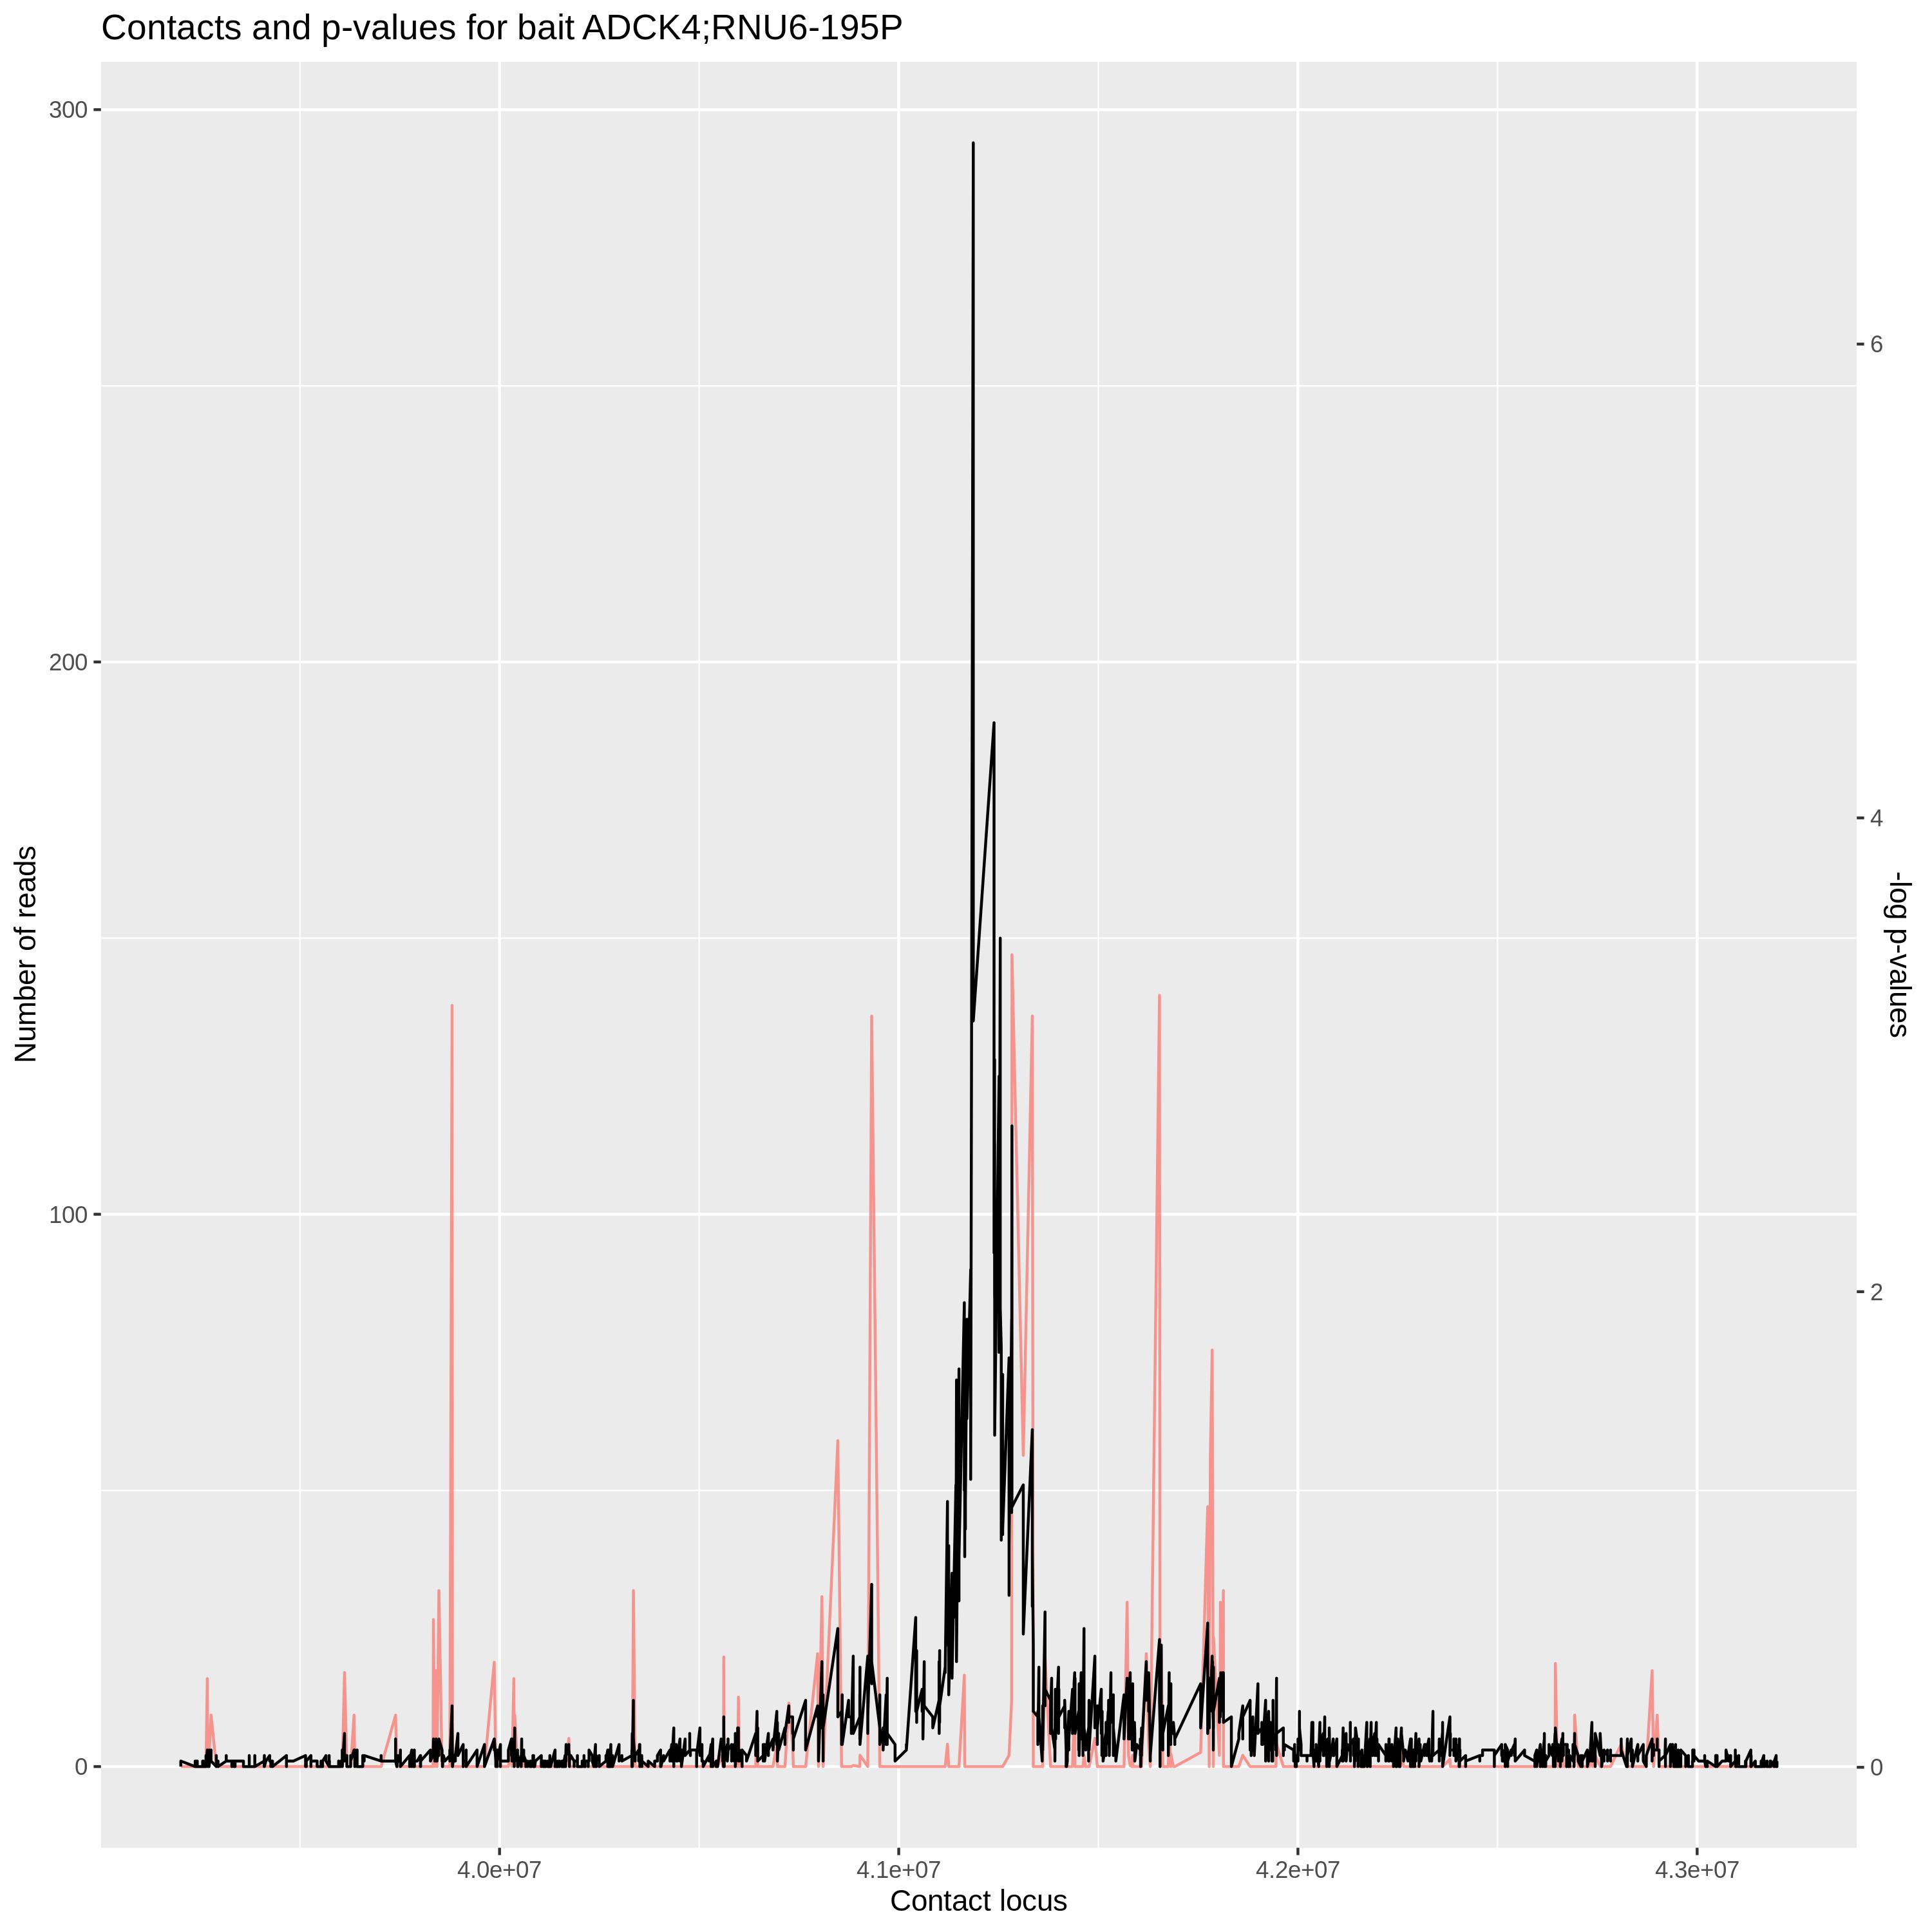 Contacts and p-values for bait ADCK4;RNU6-195P
300
200
100
0
Number of reads
6
4
2
0
-log p-values
4.0e+07
4.1e+07
4.2e+07
4.3e+07
Contact locus